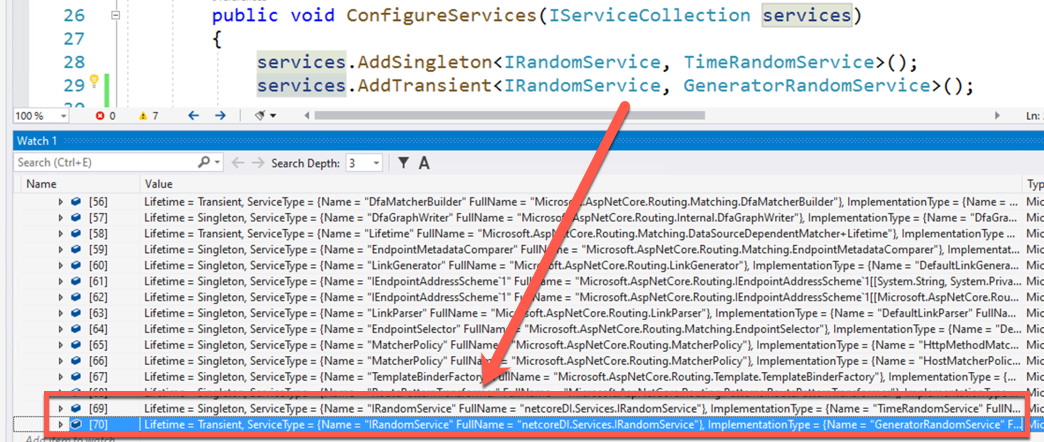 26 public void ConfigureServices(IServiceCollection services)
27 {
28 services.AddSingleton<IRandomService, TimeRandomService>();
29 services.AddTransient<IRandomService, GeneratorRandomService>();
100 % 0 7 Ln:
Watch 1
Search (Ctrl+E) Search Depth: 3 A
Name Value Typ
[56] Lifetime = Transient, ServiceType = {Name = "DfaMatcherBuilder" FullName = "Microsoft.AspNetCore.Routing.Matching.DfaMatcherBuilder"}, ImplementationType = {Name = ... Mic
[57] Lifetime = Singleton, ServiceType = {Name = "DfaGraphWriter" FullName = "Microsoft.AspNetCore.Routing.Internal.DfaGraphWriter"}, ImplementationType = {Name = "DfaGra... Mic
[58] Lifetime = Transient, ServiceType = {Name = "Lifetime" FullName = "Microsoft.AspNetCore.Routing.Matching.DataSourceDependentMatcher+Lifetime"}, ImplementationType ... Mic
[59] Lifetime = Singleton, ServiceType = {Name = "EndpointMetadataComparer" FullName = "Microsoft.AspNetCore.Routing.Matching.EndpointMetadataComparer"}, Implementat... Mic
[60] Lifetime = Singleton, ServiceType = {Name = "LinkGenerator" FullName = "Microsoft.AspNetCore.Routing.LinkGenerator"}, ImplementationType = {Name = "DefaultLinkGenera... Mic
[61] Lifetime = Singleton, ServiceType = {Name = "IEndpointAddressScheme`1" FullName = "Microsoft.AspNetCore.Routing.IEndpointAddressScheme`1[[System.String, System.Priva... Mic
[62] Lifetime = Singleton, ServiceType = {Name = "IEndpointAddressScheme`1" FullName = "Microsoft.AspNetCore.Routing.IEndpointAddressScheme`1[[Microsoft.AspNetCore.Rou... Mic
[63] Lifetime = Singleton, ServiceType = {Name = "LinkParser" FullName = "Microsoft.AspNetCore.Routing.LinkParser"}, ImplementationType = {Name = "DefaultLinkParser" FullNa... Mic
[64] Lifetime = Singleton, ServiceType = {Name = "EndpointSelector" FullName = "Microsoft.AspNetCore.Routing.Matching.EndpointSelector"}, ImplementationType = {Name = "De... Mic
[65] Lifetime = Singleton, ServiceType = {Name = "MatcherPolicy" FullName = "Microsoft.AspNetCore.Routing.MatcherPolicy"}, ImplementationType = {Name = "HttpMethodMatc... Mic
[66] Lifetime = Singleton, ServiceType = {Name = "MatcherPolicy" FullName = "Microsoft.AspNetCore.Routing.MatcherPolicy"}, ImplementationType = {Name = "HostMatcherPolic... Mic
[67] Lifetime = Singleton, ServiceType = {Name = "TemplateBinderFactory" FullName = "Microsoft.AspNetCore.Routing.Template.TemplateBinderFactory"}, ImplementationType = {... Mic
[69] Lifetime = Singleton, ServiceType = {Name = "IRandomService" FullName = "netcoreDI.Services.IRandomService"}, ImplementationType = {Name = "TimeRandomService" FullN... Mic
[70] Lifetime = Transient, ServiceType = {Name = "IRandomService" FullName = "netcoreDI.Services.IRandomService"}, ImplementationType = {Name = "GeneratorRandomService" F... Mic
Add item to watch